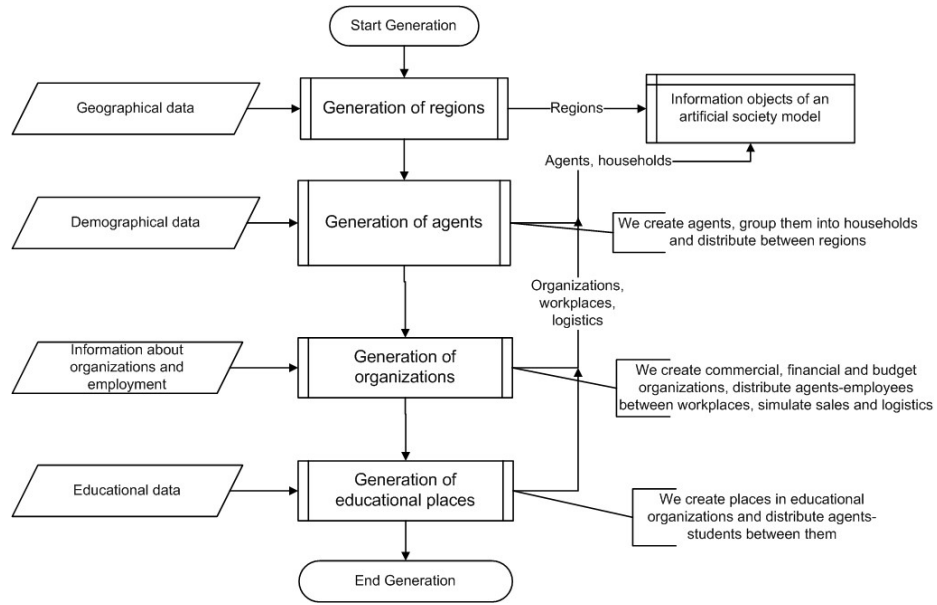 Start Generation
Geographical data
Generation of regions
Regions
Information objects of an
artificial society model
Agents, households
Demographical data
Generation of agents
We create agents, group them into households
and distribute between regions
Organizations,
workplaces,
logistics
Information about
organizations and
employment
Generation of
organizations
We create commercial, financial and budget
organizations, distribute agents-employees
between workplaces, simulate sales and logistics
Educational data
Generation of
educational places
We create places in educational
organizations and distribute agents-
students between them
End Generation